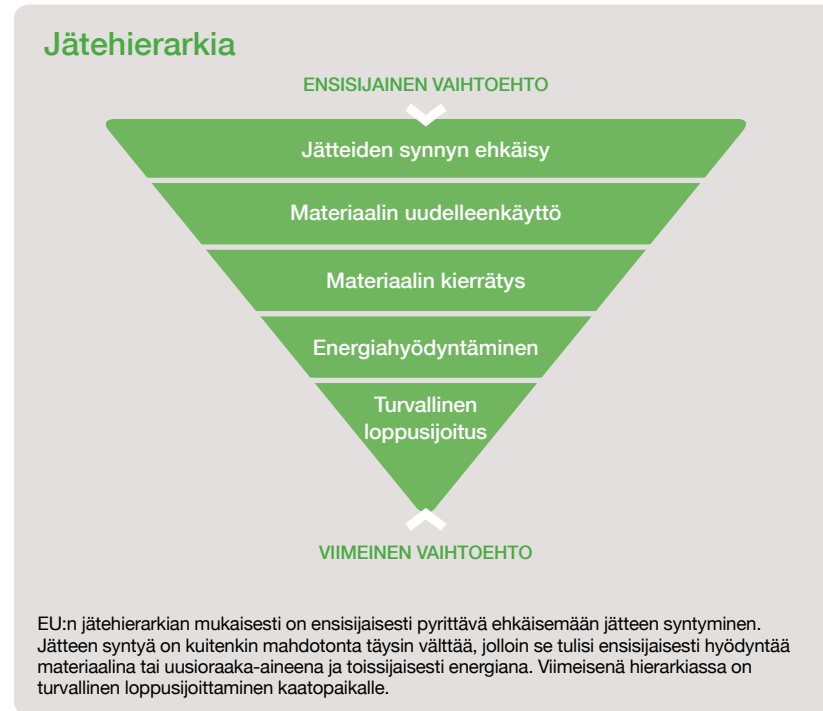 Jätehierarkia
ENSISIJAINEN VAIHTOEHTO
Jätteiden synnyn ehkäisy
Materiaalin uudelleenkäyttö
Materiaalin kierrätys
Energiahyödyntäminen
Turvallinen
loppusijoitus
VIIMEINEN VAIHTOEHTO
EU:n jätehierarkian mukaisesti on ensisijaisesti pyrittävä ehkäisemään jätteen syntyminen.
Jätteen syntyä on kuitenkin mahdotonta täysin välttää, jolloin se tulisi ensisijaisesti hyödyntää
materiaalina tai uusioraaka-aineena ja toissijaisesti energiana. Viimeisenä hierarkiassa on
turvallinen loppusijoittaminen kaatopaikalle.